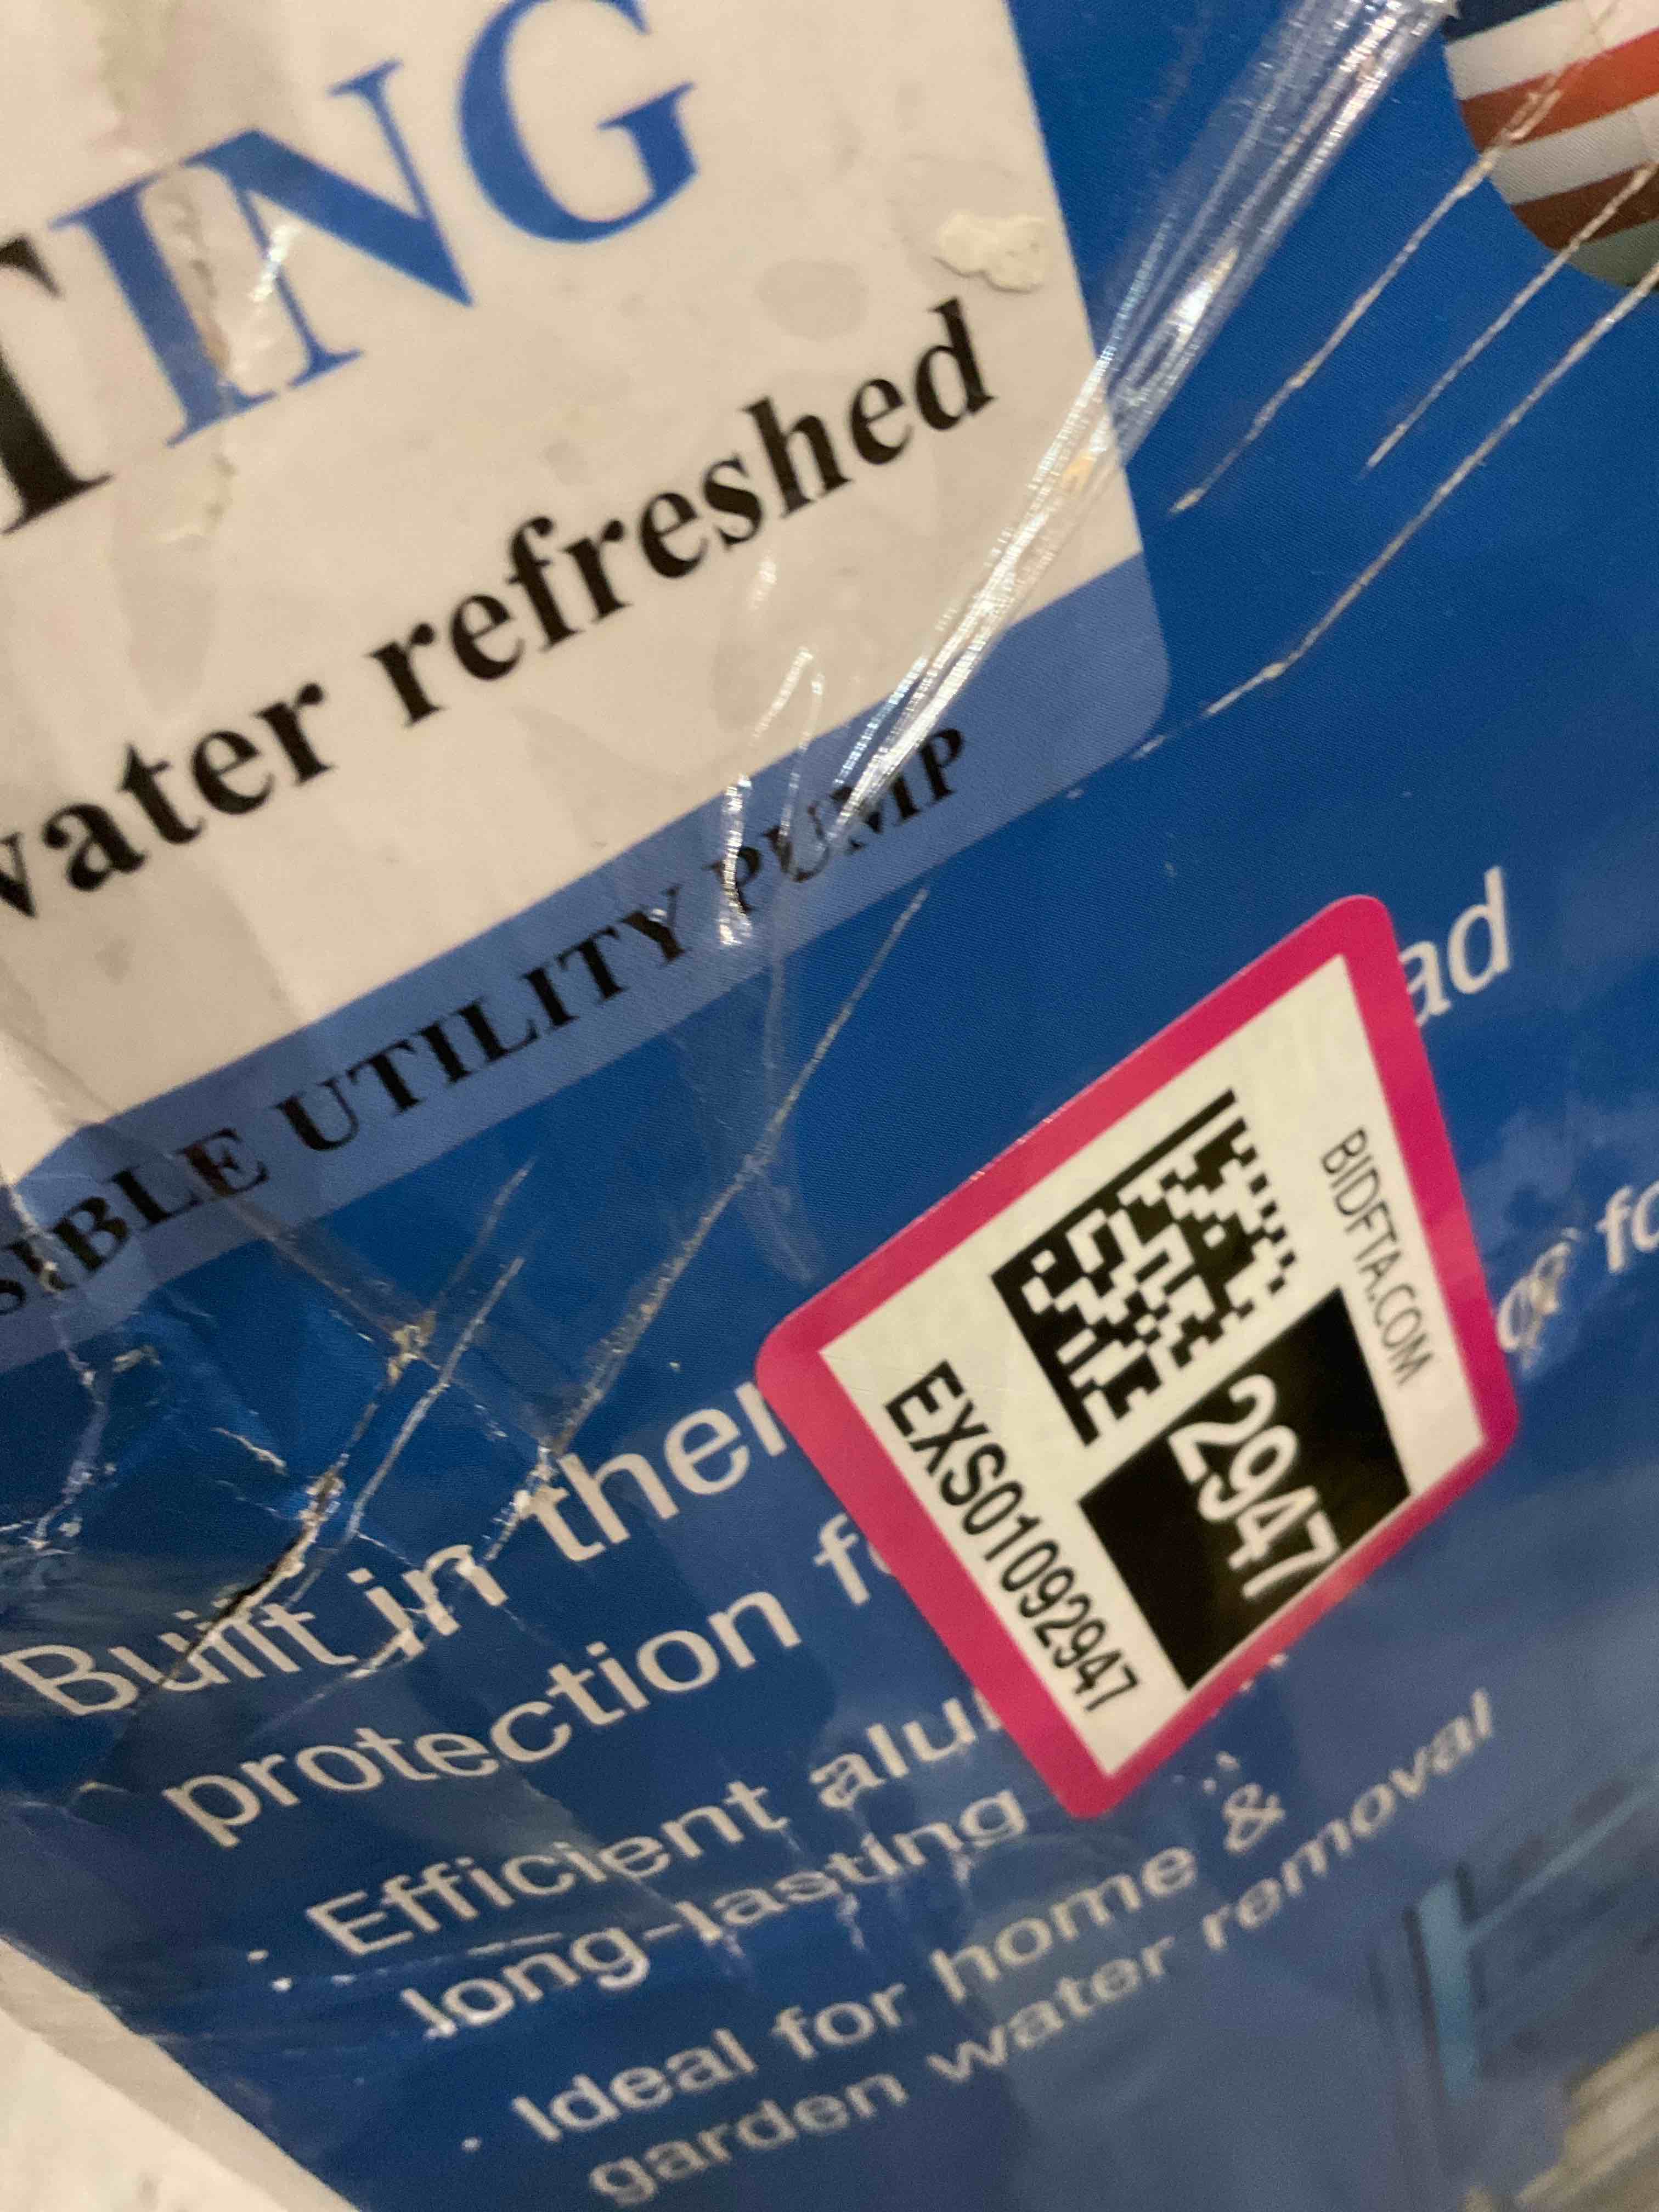 TING
water refreshed
SIBLE UTILITY PUMP
ad
Built in ther
protection fo
· Efficient alu
long-lasting
· Ideal for home &
garden water removal
BIDFTA.COM
2947
EXS01092947